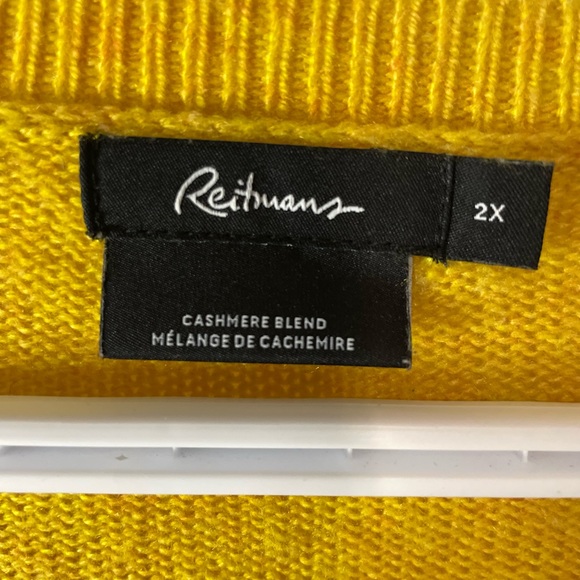 Reitmans
2X
CASHMERE BLEND
MÉLANGE DE CACHEMIRE